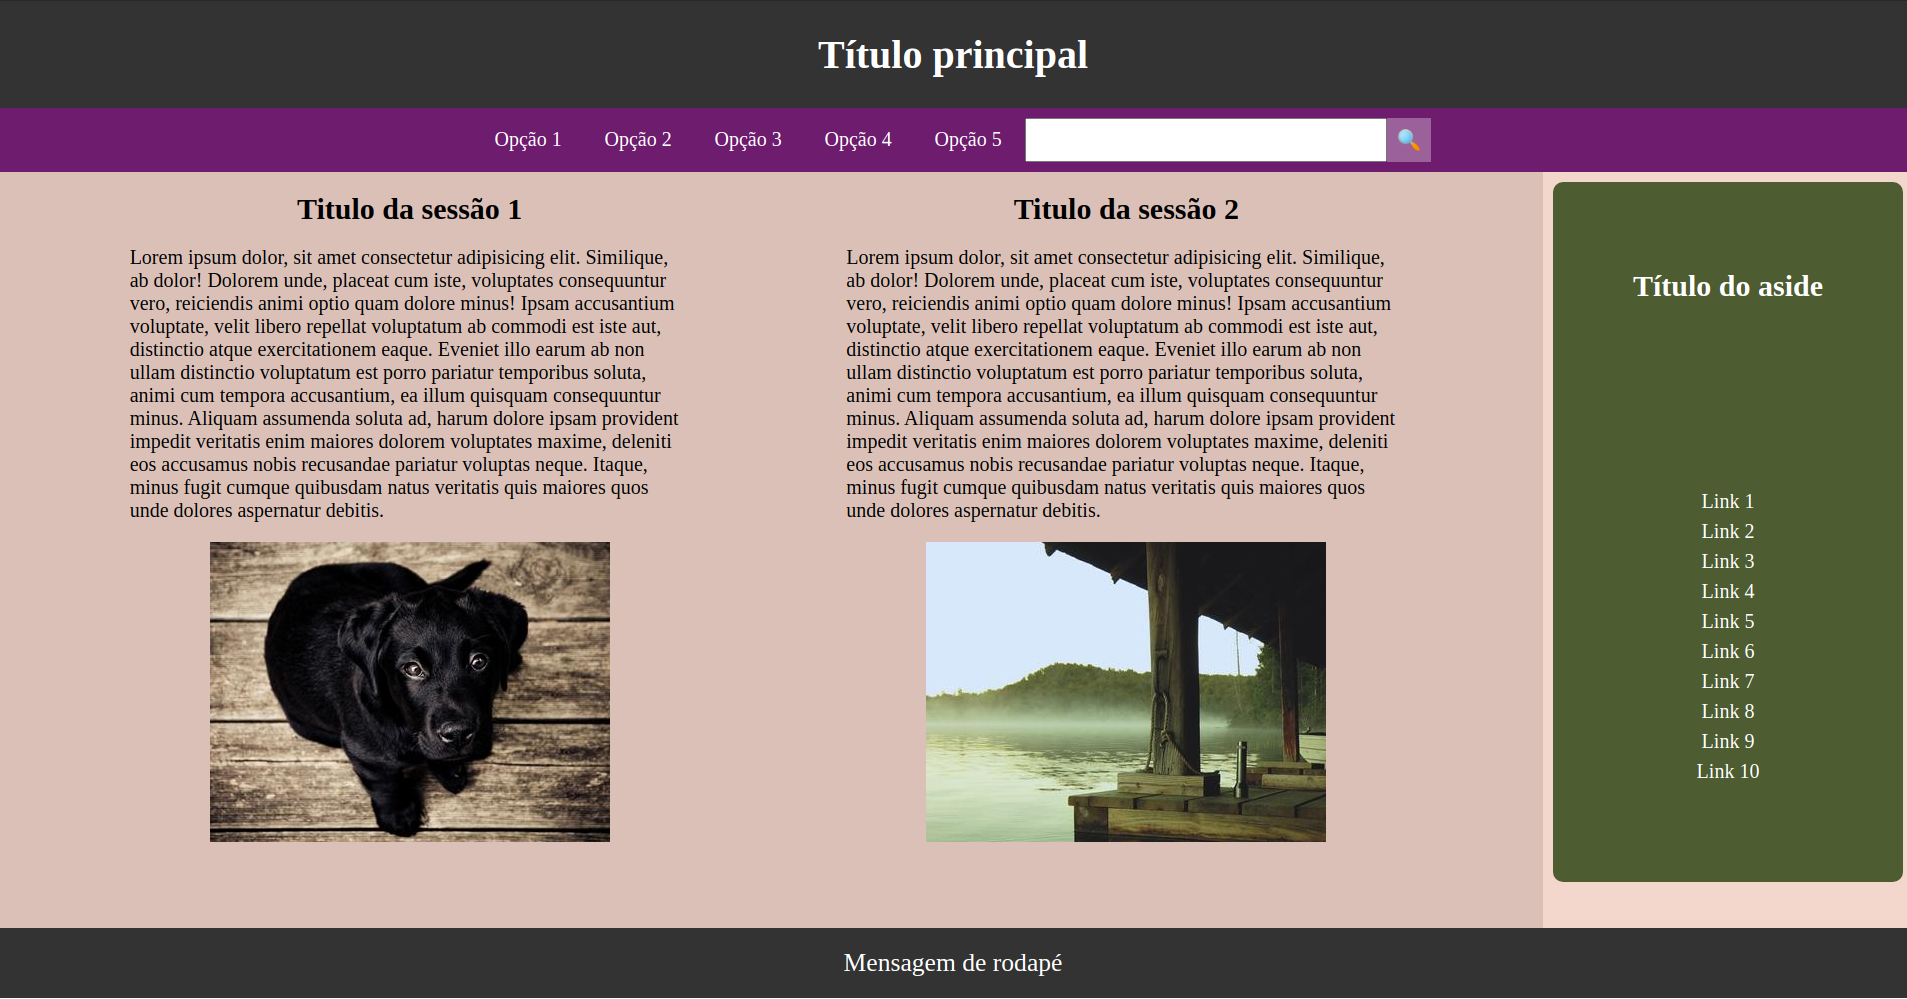 Título principal
Opção 1 Opção 2 Opção 3 Opção 4 Opção 5
Titulo da sessão 1
Lorem ipsum dolor, sit amet consectetur adipisicing elit. Similique,
ab dolor! Dolorem unde, placeat cum iste, voluptates consequuntur
vero, reiciendis animi optio quam dolore minus! Ipsam accusantium
voluptate, velit libero repellat voluptatum ab commodi est iste aut,
distinctio atque exercitationem eaque. Eveniet illo earum ab non
ullam distinctio voluptatum est porro pariatur temporibus soluta,
animi cum tempora accusantium, ea illum quisquam consequuntur
minus. Aliquam assumenda soluta ad, harum dolore ipsam provident
impedit veritatis enim maiores dolorem voluptates maxime, deleniti
eos accusamus nobis recusandae pariatur voluptas neque. Itaque,
minus fugit cumque quibusdam natus veritatis quis maiores quos
unde dolores aspernatur debitis.
Titulo da sessão 2
Lorem ipsum dolor, sit amet consectetur adipisicing elit. Similique,
ab dolor! Dolorem unde, placeat cum iste, voluptates consequuntur
vero, reiciendis animi optio quam dolore minus! Ipsam accusantium
voluptate, velit libero repellat voluptatum ab commodi est iste aut,
distinctio atque exercitationem eaque. Eveniet illo earum ab non
ullam distinctio voluptatum est porro pariatur temporibus soluta,
animi cum tempora accusantium, ea illum quisquam consequuntur
minus. Aliquam assumenda soluta ad, harum dolore ipsam provident
impedit veritatis enim maiores dolorem voluptates maxime, deleniti
eos accusamus nobis recusandae pariatur voluptas neque. Itaque,
minus fugit cumque quibusdam natus veritatis quis maiores quos
unde dolores aspernatur debitis.
Título do aside
Link 1
Link 2
Link 3
Link 4
Link 5
Link 6
Link 7
Link 8
Link 9
Link 10
Mensagem de rodapé